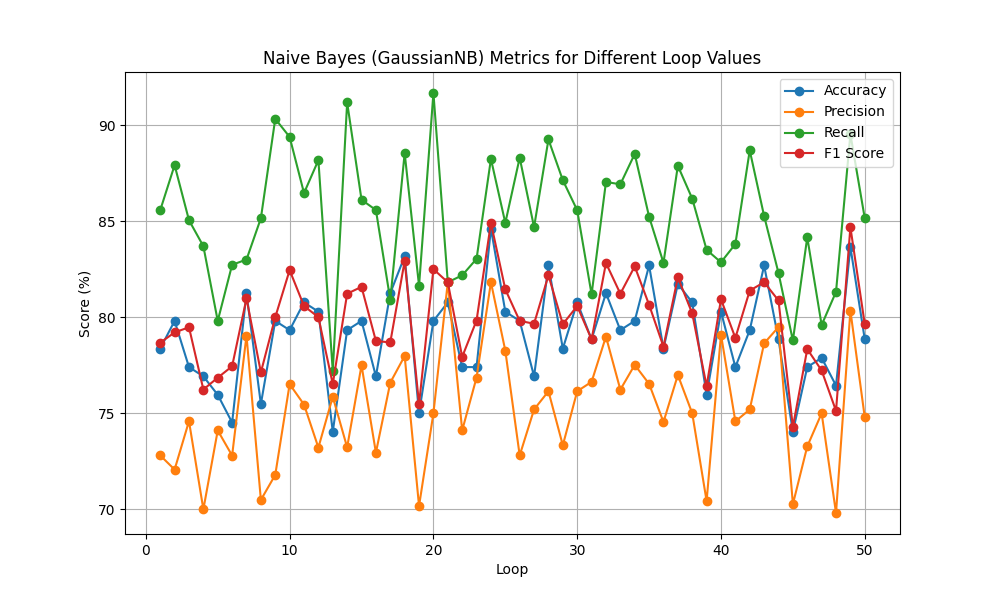 Naive Bayes (GaussianNB) Metrics for Different Loop Values
Accuracy
Precision
Recall
F1 Score
Score (%)
90
85
80
75
70
0 10 20 30 40 50
Loop